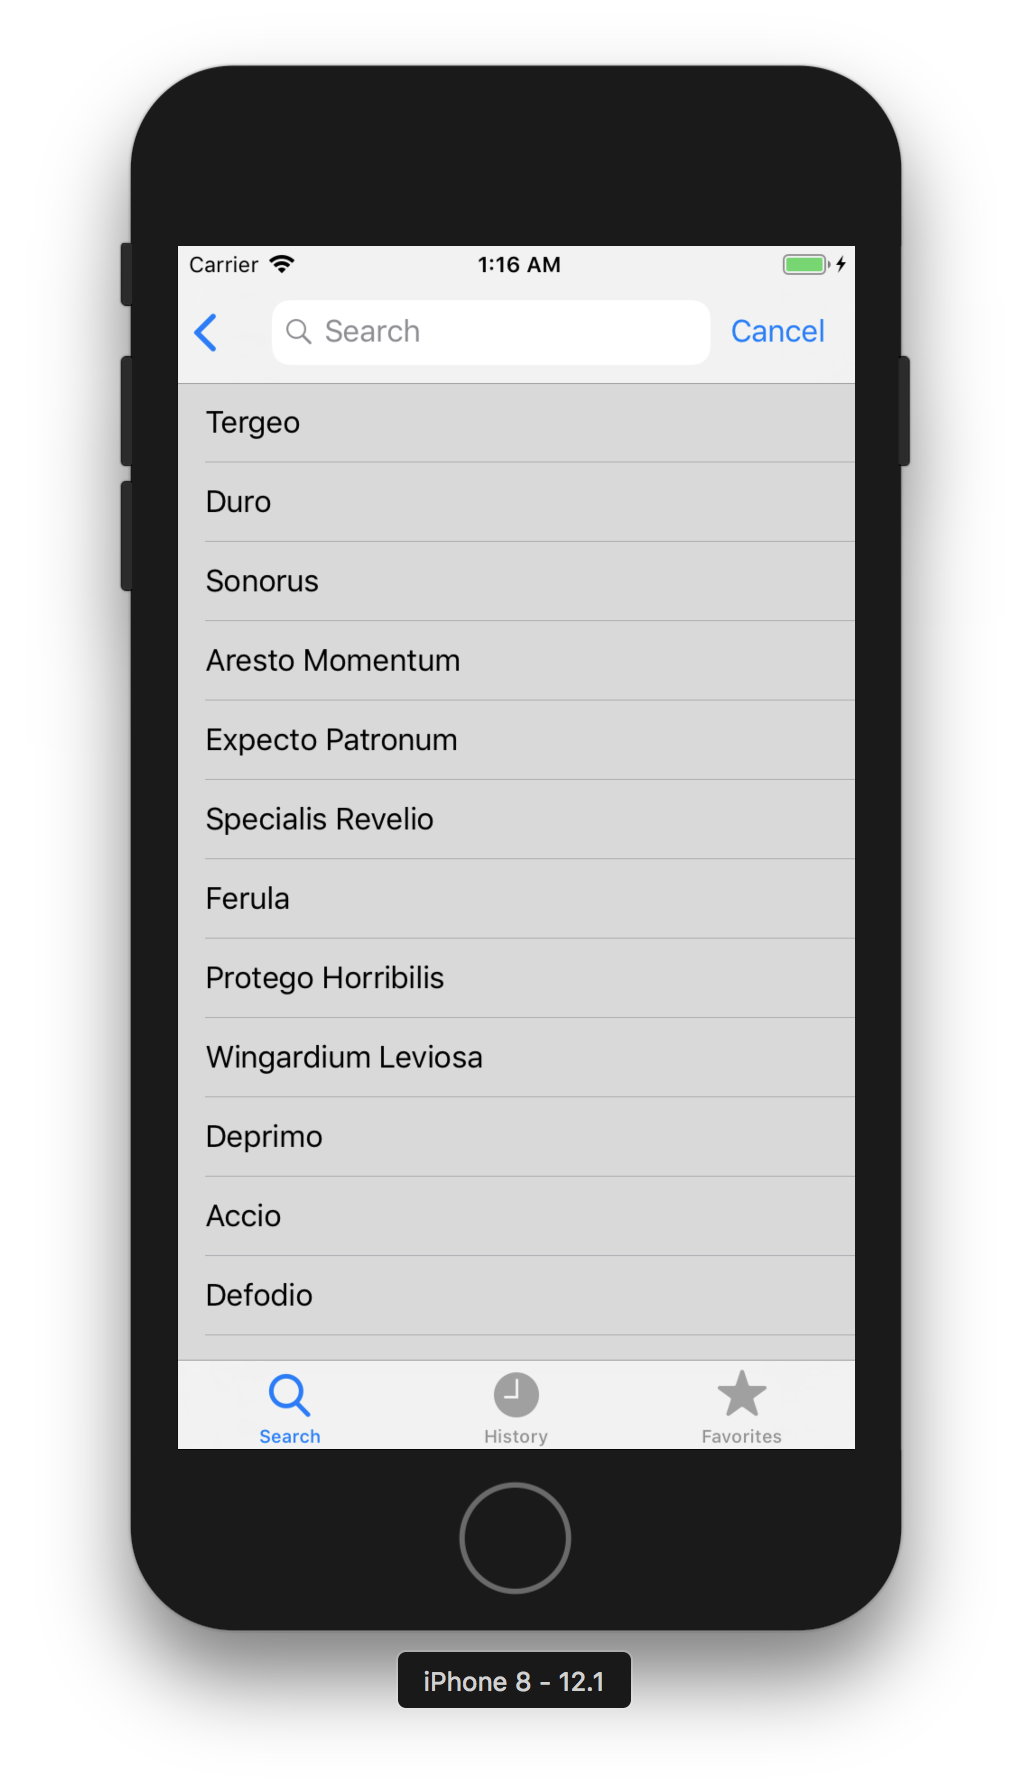 Carrier 1:16 AM
Search Cancel
Tergeo
Duro
Sonorus
Aresto Momentum
Expecto Patronum
Specialis Revelio
Ferula
Protego Horribilis
Wingardium Leviosa
Deprimo
Accio
Defodio
Search History Favorites
iPhone 8 - 12.1